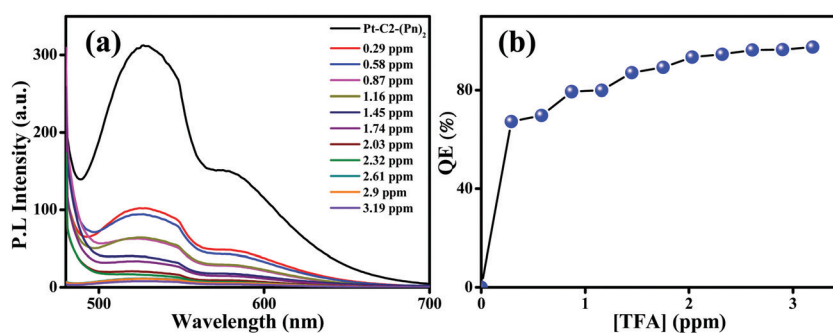 (a)
Pt-C2-(Pn)₂
0.29 ppm
0.58 ppm
0.87 ppm
1.16 ppm
1.45 ppm
1.74 ppm
2.03 ppm
2.32 ppm
2.61 ppm
2.9 ppm
3.19 ppm
300
200
100
0
P.L Intensity (a.u.)
500 600 700
Wavelength (nm)
(b)
80
40
0
QE (%)
0 1 2 3
[TFA] (ppm)